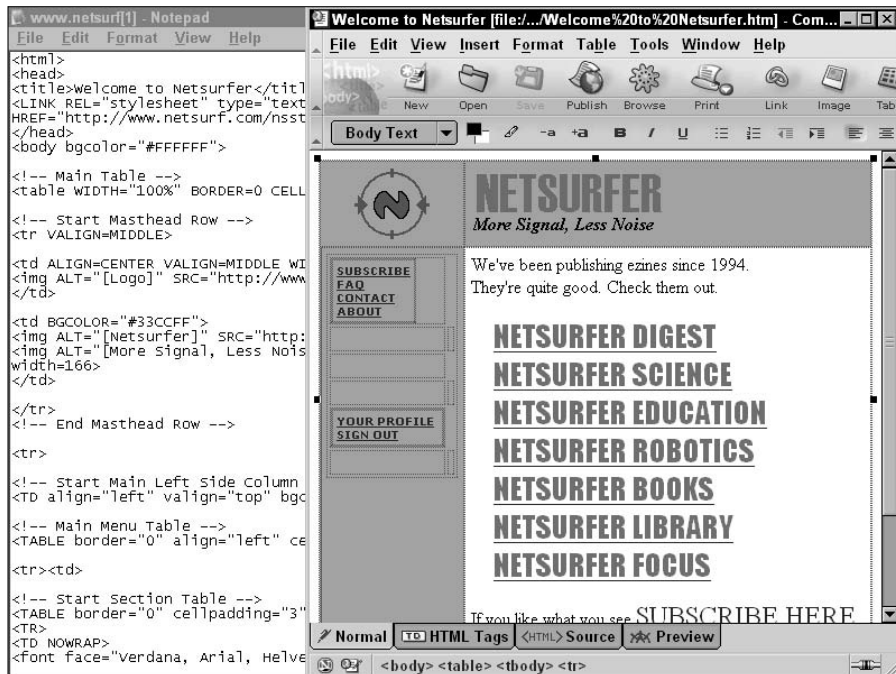 www.netsurf[1] - Notepad
File Edit Format View Help
<html>
<head>
<title>Welcome to Netsurfer</titl
<LINK REL="stylesheet" type="text
HREF="http://www.netsurf.com/nsst
</head>
<body bgcolor="#FFFFFF">
<!-- Main Table -->
<table WIDTH="100%" BORDER=0 CELL
<!-- Start Masthead Row -->
<tr VALIGN=MIDDLE>
<td ALIGN=CENTER VALIGN=MIDDLE WI
<img ALT="[Logo]" SRC="http://www
</td>
<td BGCOLOR="#33CCFF">
<img ALT="[Netsurfer]" SRC="http:
<img ALT="[More Signal, Less Nois
width=166>
</td>
</tr>
<!-- End Masthead Row -->
<tr>
<!-- Start Main Left Side Column
<TD align="left" valign="top" bgc
<!-- Main Menu Table -->
<TABLE border="0" align="left" ce
<tr><td>
<!-- Start Section Table -->
<TABLE border="0" cellpadding="3"
<TR>
<TD NOWRAP>
<font face="Verdana, Arial, Helve
Welcome to Netsurfer [file:/.../Welcome%20to%20Netsurfer.htm] - Com...
File Edit View Insert Format Table Tools Window Help
New Open Save Publish Browse Print Link Image Tab
Body Text -a +a B I U
N
NETSURFER
More Signal, Less Noise
SUBSCRIBE
FAQ
CONTACT
ABOUT
YOUR PROFILE
SIGN OUT
We've been publishing ezines since 1994.
They're quite good. Check them out.
NETSURFER DIGEST
NETSURFER SCIENCE
NETSURFER EDUCATION
NETSURFER ROBOTICS
NETSURFER BOOKS
NETSURFER LIBRARY
NETSURFER FOCUS
If you like what you see SUBSCRIBE HERE
Normal TD HTML Tags <HTML> Source Preview
<body> <table> <tbody> <tr>